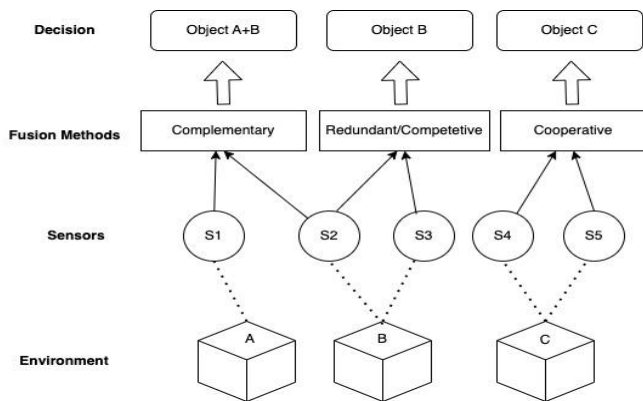 Decision
Object A+B
Object B
Object C
Fusion Methods
Complementary
Redundant/Competetive
Cooperative
Sensors
S1
S2
S3
S4
S5
Environment
A
B
C